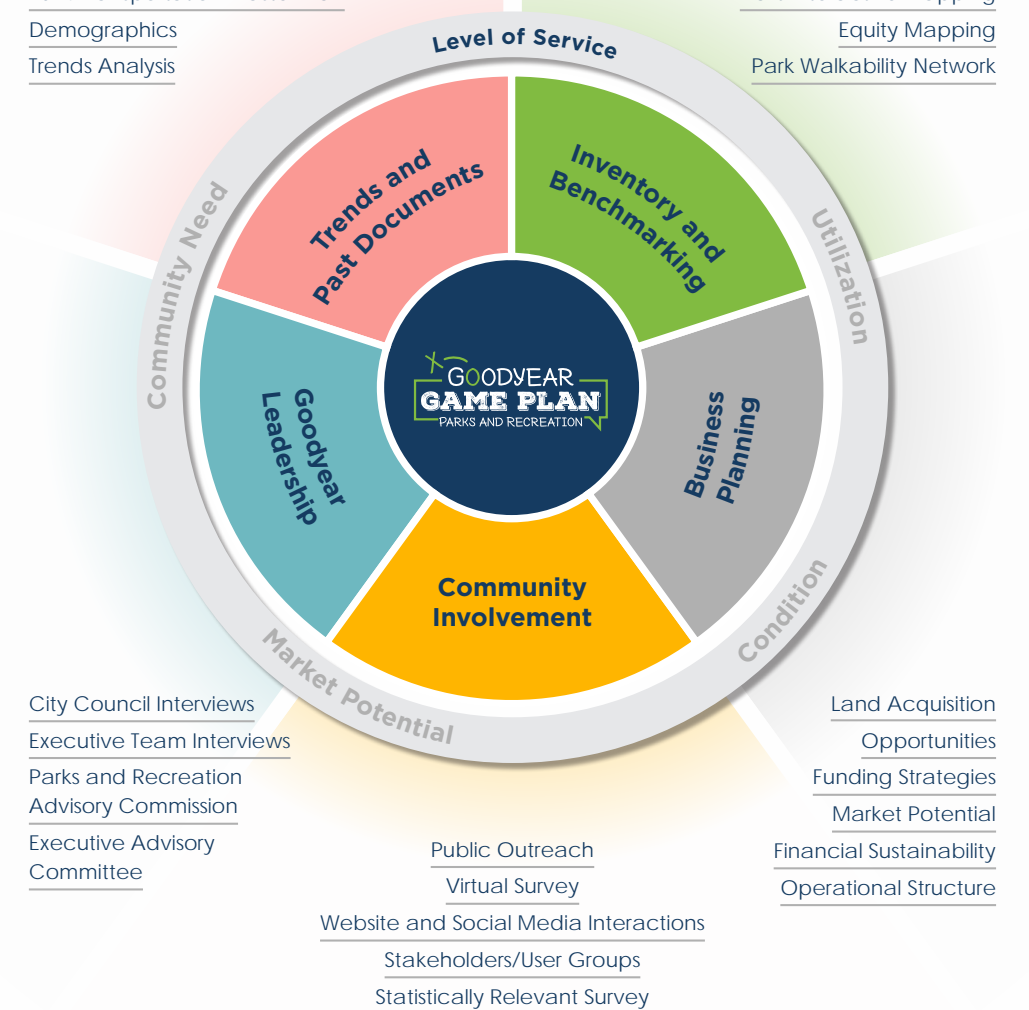 Demographics
Trends Analysis
Equity Mapping
Park Walkability Network
Level of Service
Community Need
Utilization
Condition
Market Potential
Trends and
Past Documents
Inventory and
Benchmarking
Goodyear
Leadership
Business
Planning
Community
Involvement
GOODYEAR
GAME PLAN
PARKS AND RECREATION
City Council Interviews
Executive Team Interviews
Parks and Recreation
Advisory Commission
Executive Advisory
Committee
Public Outreach
Virtual Survey
Website and Social Media Interactions
Stakeholders/User Groups
Statistically Relevant Survey
Land Acquisition
Opportunities
Funding Strategies
Market Potential
Financial Sustainability
Operational Structure